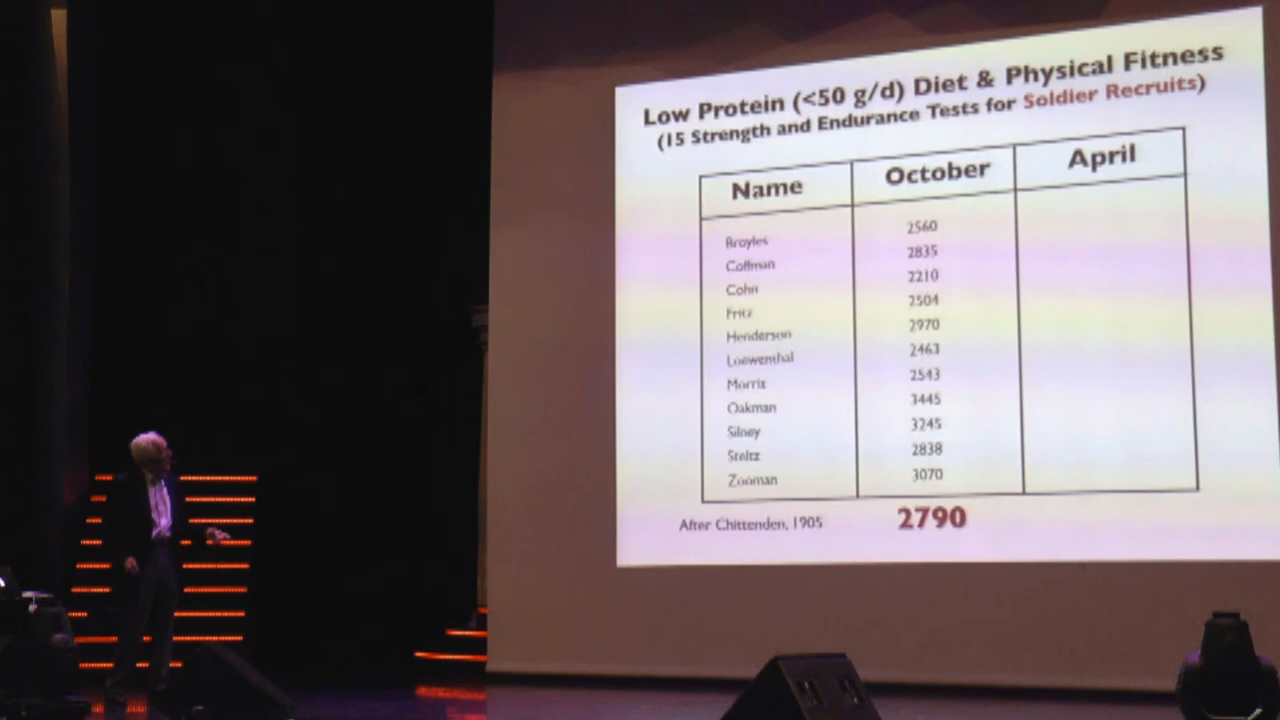 Low Protein (<50 g/d) Diet & Physical Fitness
(15 Strength and Endurance Tests for Soldier Recruits)
Name October April
Broyles 2560
Coffman 2835
Cohn 2210
Fritz 2504
Henderson 2970
Loewenthal 2463
Morris 2543
Oakman 3445
Silney 3245
Steltz 2838
Zooman 3070
After Chittenden, 1905 2790